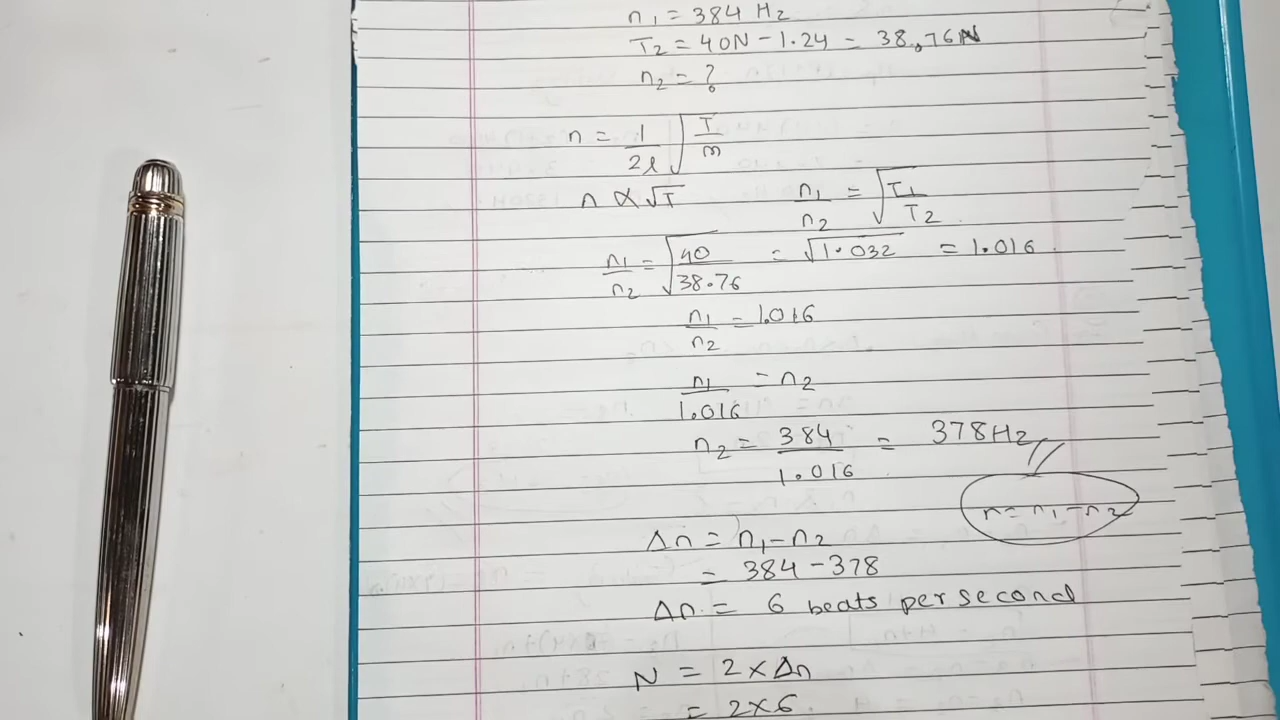 n₁ = 384 Hz
T₂ = 40N - 1.24 = 38.76N
n₂ = ?
n = 1/2l √(T/m)
n ∝ √T n₁/n₂ = √(T₁/T₂)
n₁/n₂ = √(40/38.76) = √1.032 = 1.016
n₁/n₂ = 1.016
n₁/1.016 = n₂
n₂ = 384/1.016 = 378Hz
n = n₁ - n₂
Δn = n₁ - n₂
= 384 - 378
Δn = 6 beats per second
N = 2 × Δn
= 2×6